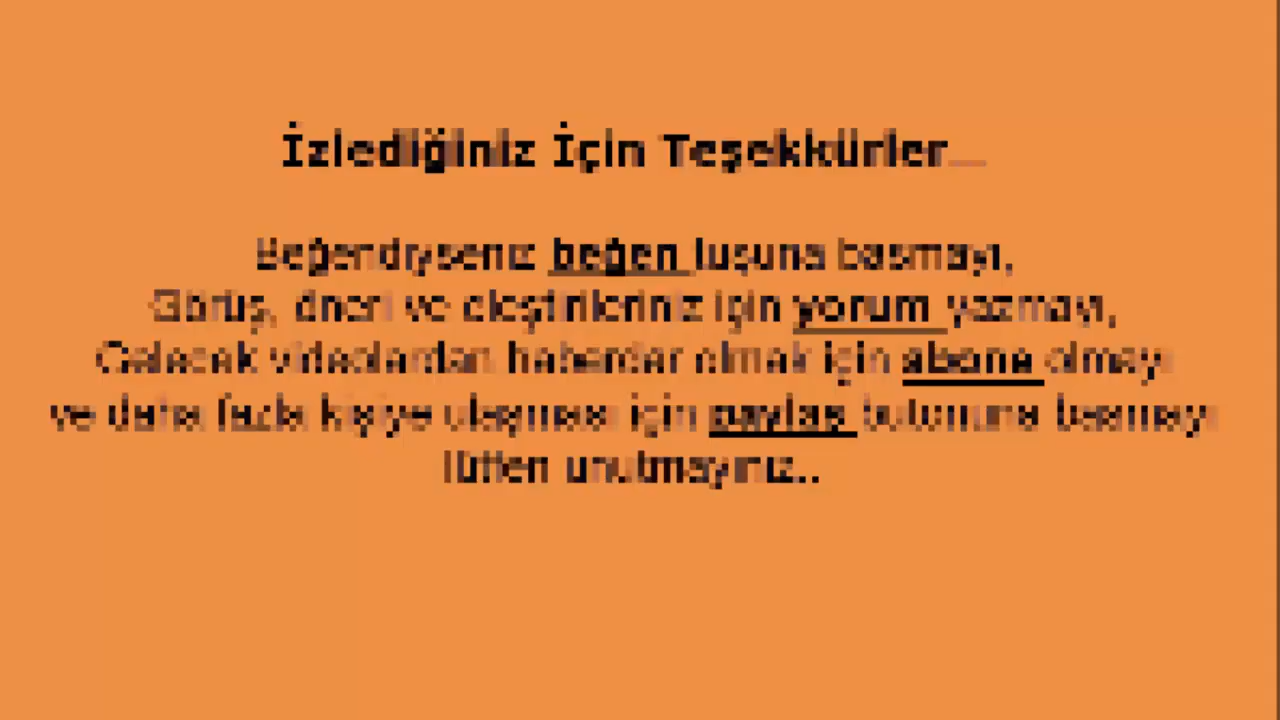 İzlediğiniz İçin Teşekkürler...
Beğendiyseniz beğen tuşuna basmayı,
Görüş, öneri ve eleştirileriniz için yorum yazmayı,
Gelecek videolardan haberdar olmak için abone olmayı
ve daha fazla kişiye ulaşması için paylaş butonuna basmayı
lütfen unutmayınız..